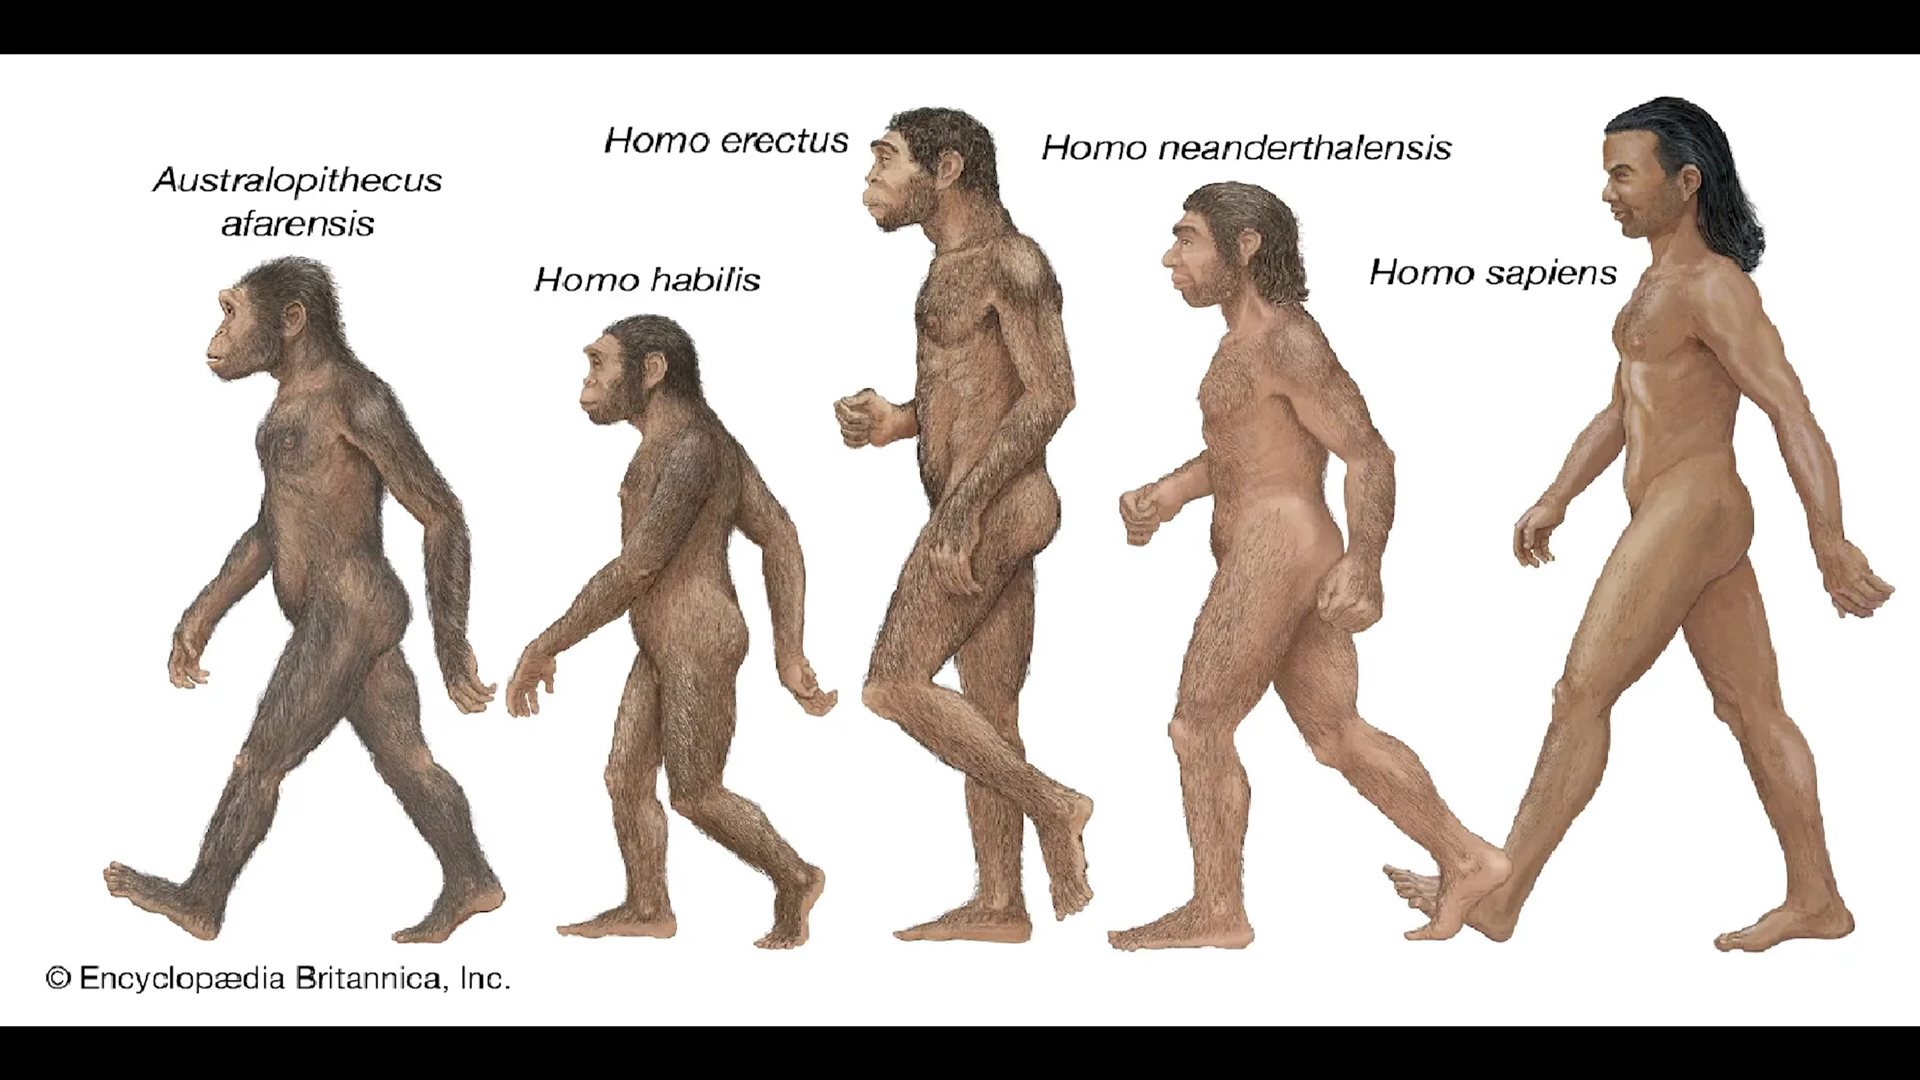 Australopithecus
afarensis
Homo habilis
Homo erectus
Homo neanderthalensis
Homo sapiens
© Encyclopædia Britannica, Inc.